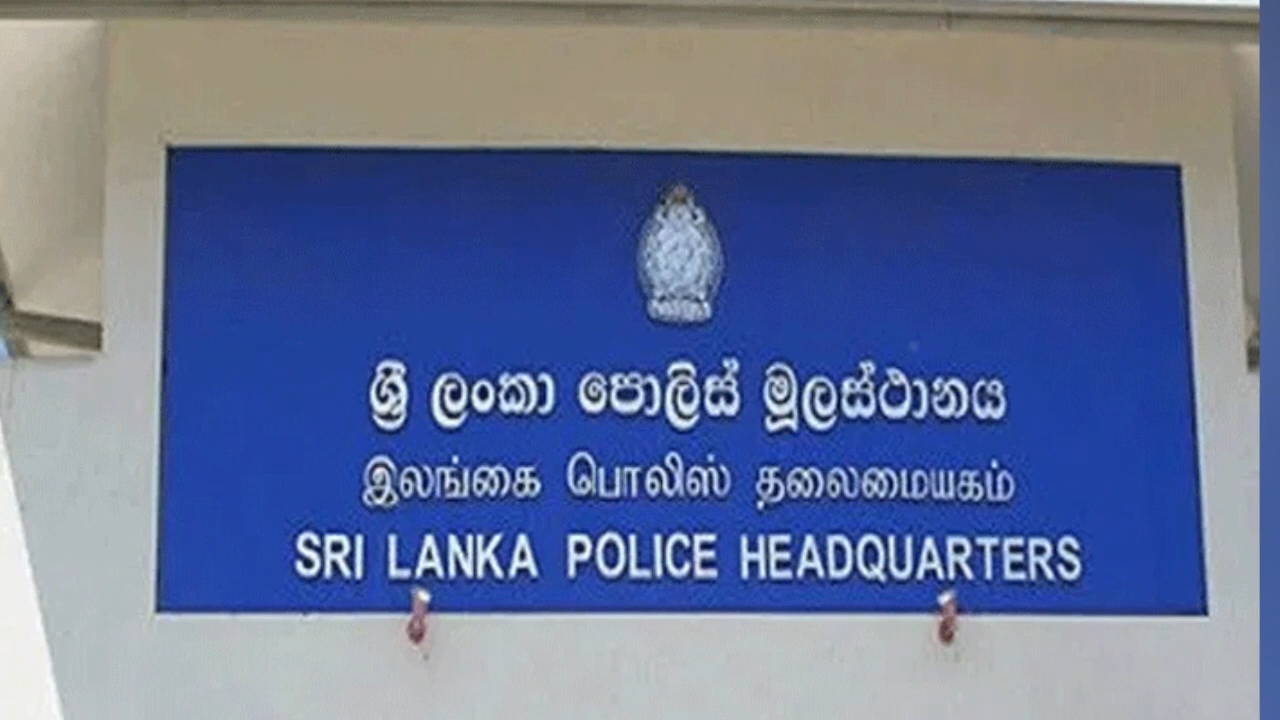 ශ්‍රී ලංකා පොලිස් මූලස්ථානය
இலங்கை பொலிஸ் தலைமையகம்
SRI LANKA POLICE HEADQUARTERS